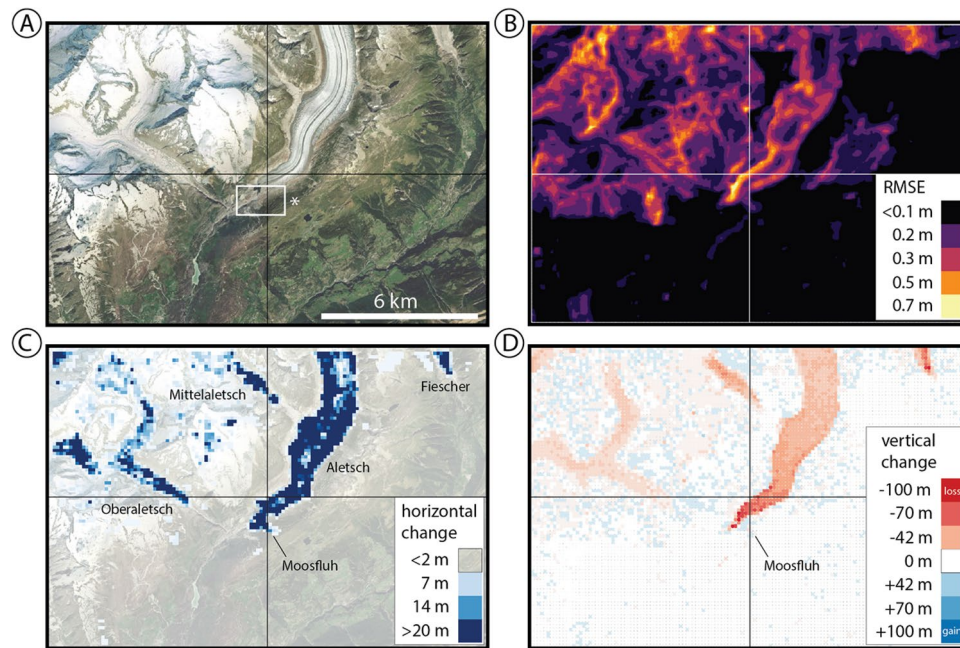 A
B
*
6 km
RMSE
<0.1 m
0.2 m
0.3 m
0.5 m
0.7 m
C
D
Mittelaletsch
Fiescher
Aletsch
Oberaletsch
Moosfluh
horizontal
change
<2 m
7 m
14 m
>20 m
Moosfluh
vertical
change
-100 m loss
-70 m
-42 m
0 m
+42 m
+70 m
+100 m gain